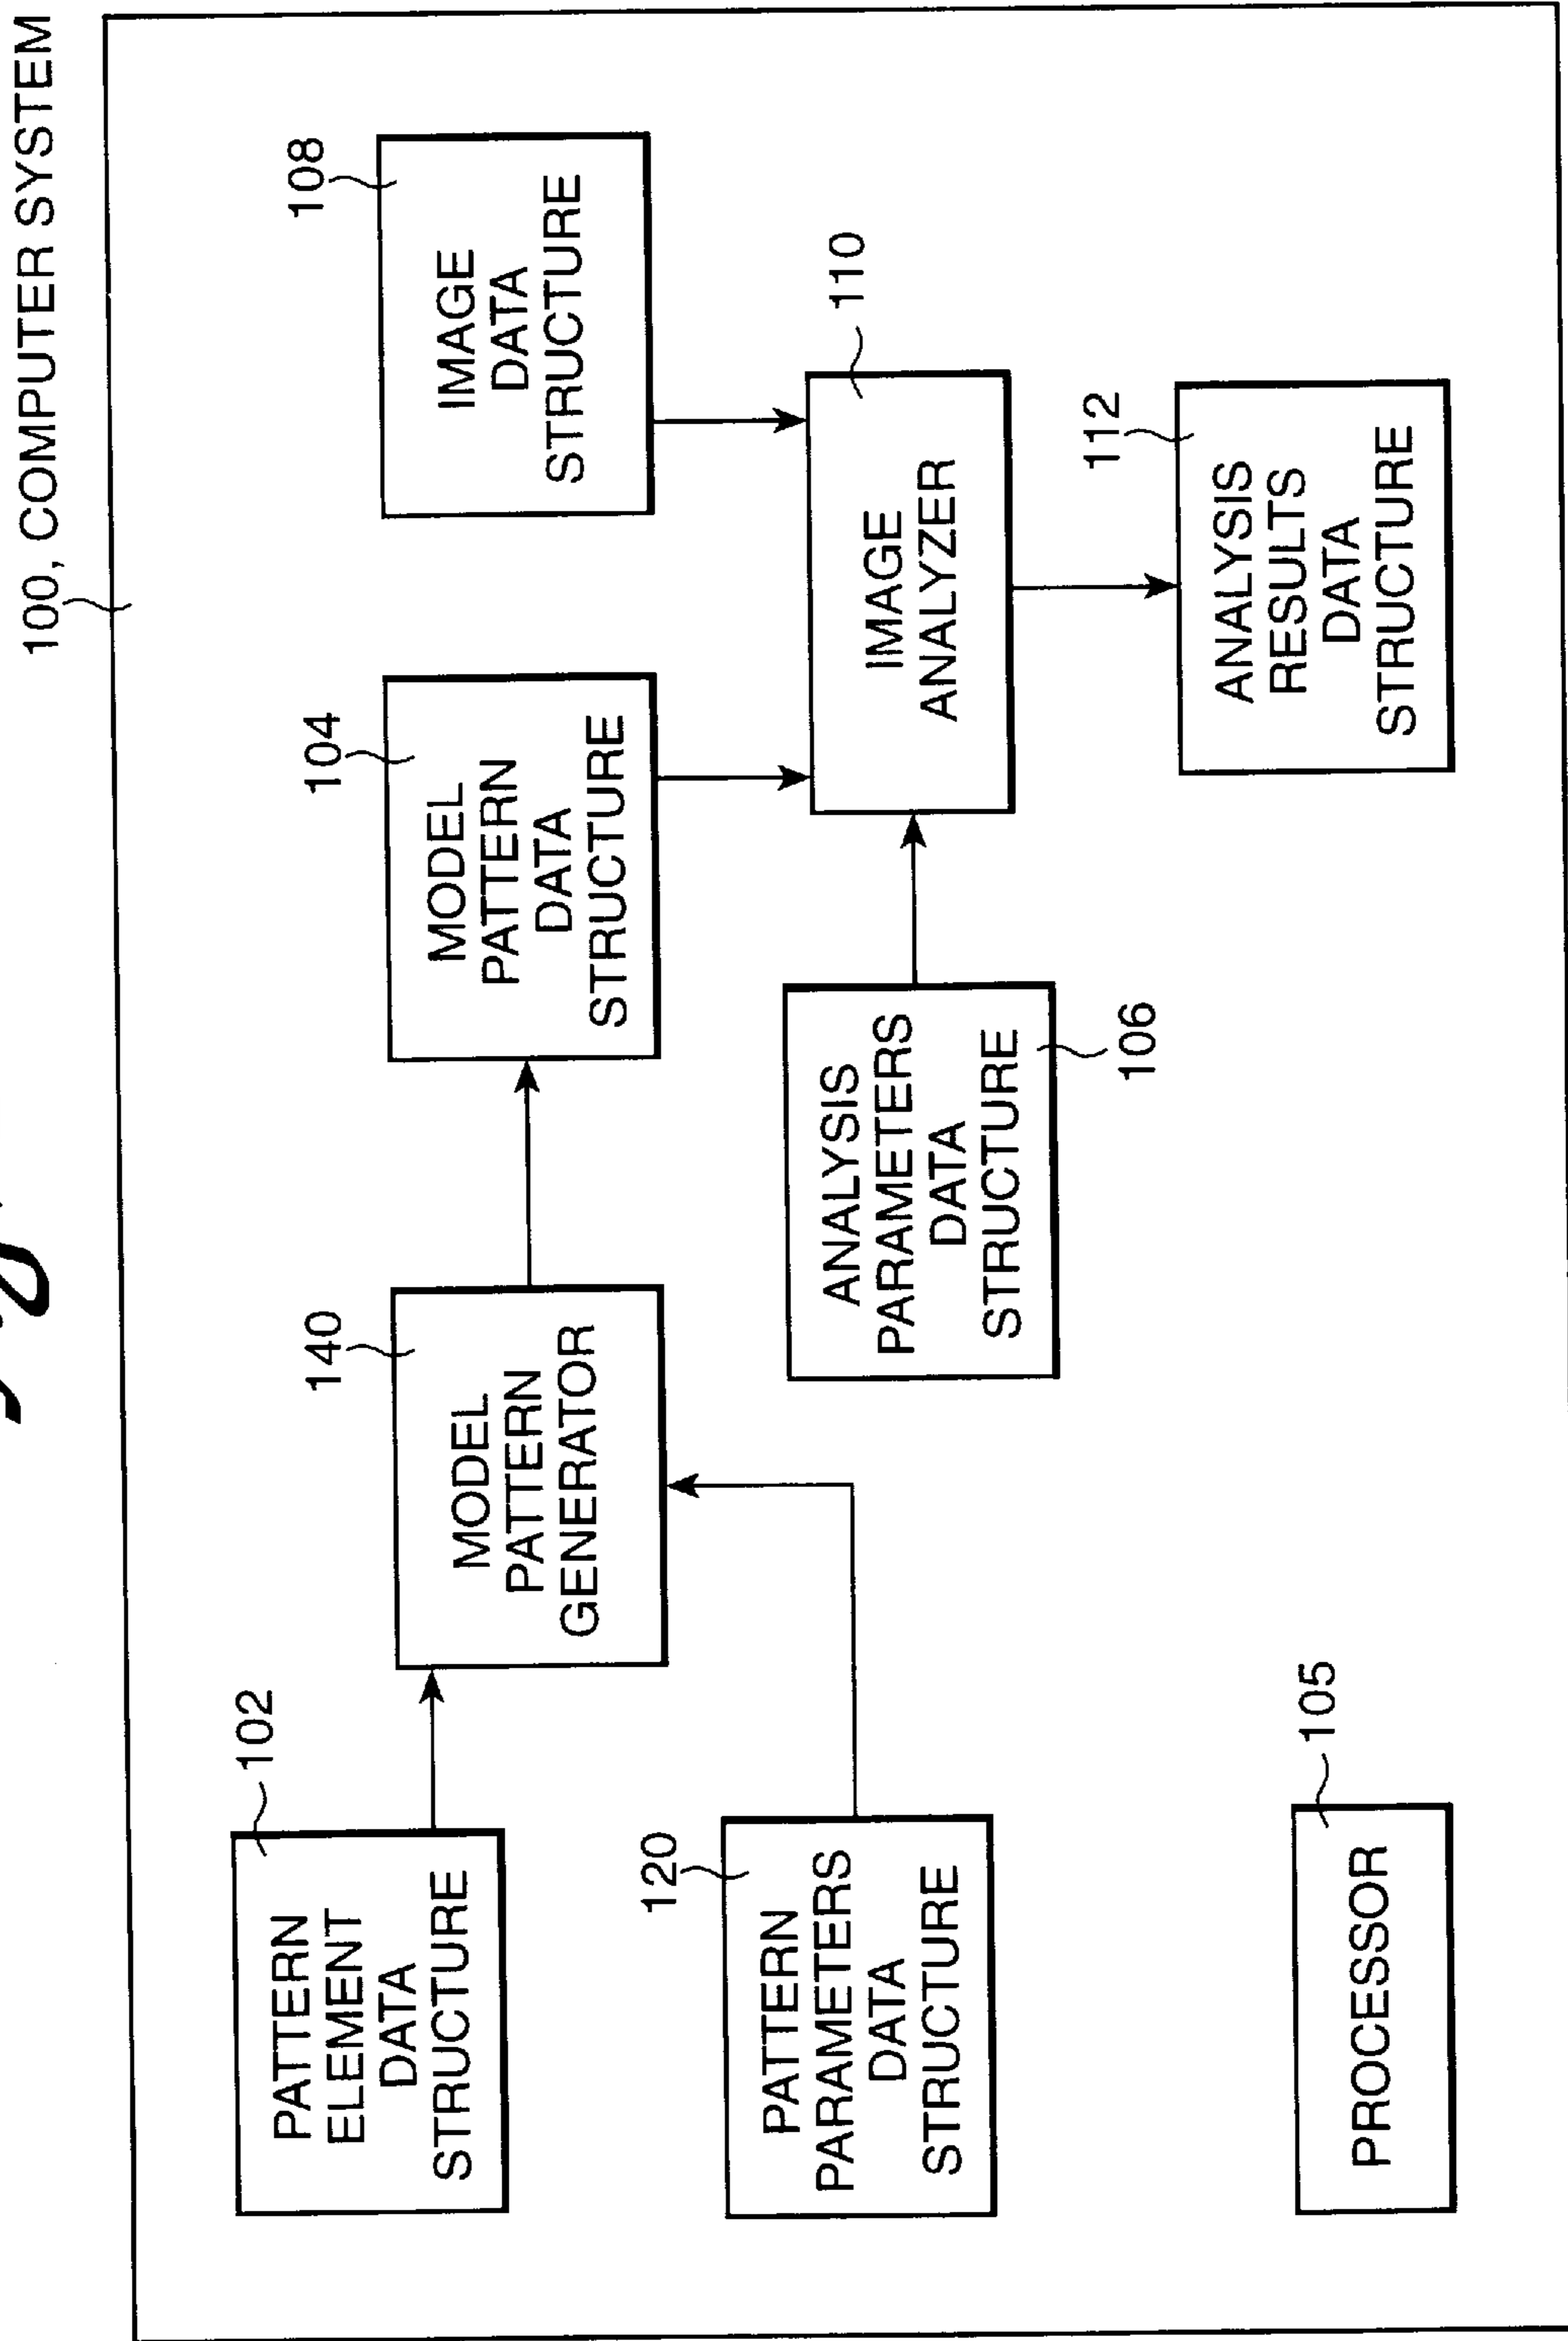 100, COMPUTER SYSTEM
102
PATTERN
ELEMENT
DATA
STRUCTURE
140
MODEL
PATTERN
GENERATOR
104
MODEL
PATTERN
DATA
STRUCTURE
108
IMAGE
DATA
STRUCTURE
120
PATTERN
PARAMETERS
DATA
STRUCTURE
ANALYSIS
PARAMETERS
DATA
STRUCTURE
106
110
IMAGE
ANALYZER
105
PROCESSOR
112
ANALYSIS
RESULTS
DATA
STRUCTURE